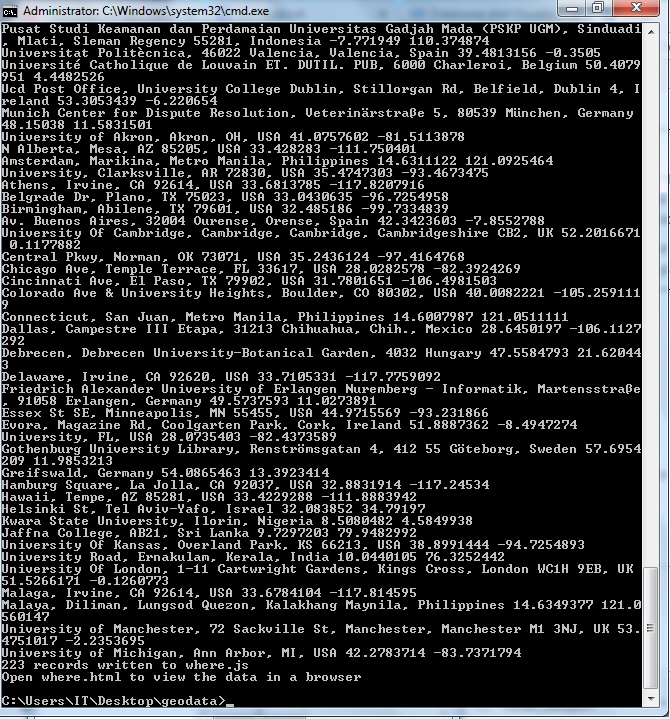 Administrator: C:\Windows\system32\cmd.exe
Pusat Studi Keamanan dan Perdamaian Universitas Gadjah Mada (PSKP UGM), Sinduadi
, Mlati, Sleman Regency 55281, Indonesia -7.771949 110.374874
Universitat Politècnica, 46022 Valencia, Valencia, Spain 39.4813156 -0.3505
Université Catholique de Louvain ET. DUTIL. PUB, 6000 Charleroi, Belgium 50.4079
951 4.4482526
Ucd Post Office, University College Dublin, Stillorgan Rd, Belfield, Dublin 4, I
reland 53.3053439 -6.220654
Munich Center for Dispute Resolution, Veterinärstraße 5, 80539 München, Germany
48.15038 11.5831501
University of Akron, Akron, OH, USA 41.0757602 -81.5113878
N Alberta, Mesa, AZ 85205, USA 33.428283 -111.750401
Amsterdam, Marikina, Metro Manila, Philippines 14.6311122 121.0925464
University, Clarksville, AR 72830, USA 35.4747303 -93.4673475
Athens, Irvine, CA 92614, USA 33.6813785 -117.8207916
Belgrade Dr, Plano, TX 75023, USA 33.0430635 -96.7254958
Birmingham, Abilene, TX 79601, USA 32.485186 -99.7334839
Av. Buenos Aires, 32004 Ourense, Orense, Spain 42.3423603 -7.8552788
University Of Cambridge, Cambridge, Cambridge, Cambridgeshire CB2, UK 52.2016671
 0.1177882
Central Pkwy, Norman, OK 73071, USA 35.2436124 -97.4164768
Chicago Ave, Temple Terrace, FL 33617, USA 28.0282578 -82.3924269
Cincinnati Ave, El Paso, TX 79902, USA 31.7801651 -106.4981503
Colorado Ave & University Heights, Boulder, CO 80302, USA 40.0082221 -105.259111
9
Connecticut, San Juan, Metro Manila, Philippines 14.6007987 121.0511111
Dallas, Campestre III Etapa, 31213 Chihuahua, Chih., Mexico 28.6450197 -106.1127
292
Debrecen, Debrecen University-Botanical Garden, 4032 Hungary 47.5584793 21.62044
3
Delaware, Irvine, CA 92620, USA 33.7105331 -117.7759092
Friedrich Alexander University of Erlangen Nuremberg - Informatik, Martensstraße
, 91058 Erlangen, Germany 49.5737593 11.0273891
Essex St SE, Minneapolis, MN 55455, USA 44.9715569 -93.231866
Evora, Magazine Rd, Coolgarten Park, Cork, Ireland 51.8887362 -8.4947274
University, FL, USA 28.0735403 -82.4373589
Gothenburg University Library, Renströmsgatan 4, 412 55 Göteborg, Sweden 57.6954
209 11.9853213
Greifswald, Germany 54.0865463 13.3923414
Hamburg Square, La Jolla, CA 92037, USA 32.8831914 -117.24534
Hawaii, Tempe, AZ 85281, USA 33.4229288 -111.8883942
Helsinki St, Tel Aviv-Yafo, Israel 32.083852 34.79197
Kwara State University, Ilorin, Nigeria 8.5080482 4.5849938
Jaffna College, AB21, Sri Lanka 9.7297203 79.9482992
University Of Kansas, Overland Park, KS 66213, USA 38.8991444 -94.7254893
University Road, Ernakulam, Kerala, India 10.0440105 76.3252442
University Of London, 1-11 Cartwright Gardens, Kings Cross, London WC1H 9EB, UK
51.5266171 -0.1260773
Malaga, Irvine, CA 92614, USA 33.6784104 -117.814595
Malaya, Diliman, Lungsod Quezon, Kalakhang Maynila, Philippines 14.6349377 121.0
560147
University of Manchester, 72 Sackville St, Manchester, Manchester M1 3NJ, UK 53.
4751017 -2.2353695
University of Michigan, Ann Arbor, MI, USA 42.2783714 -83.7371794
223 records written to where.js
Open where.html to view the data in a browser
C:\Users\IT\Desktop\geodata>_